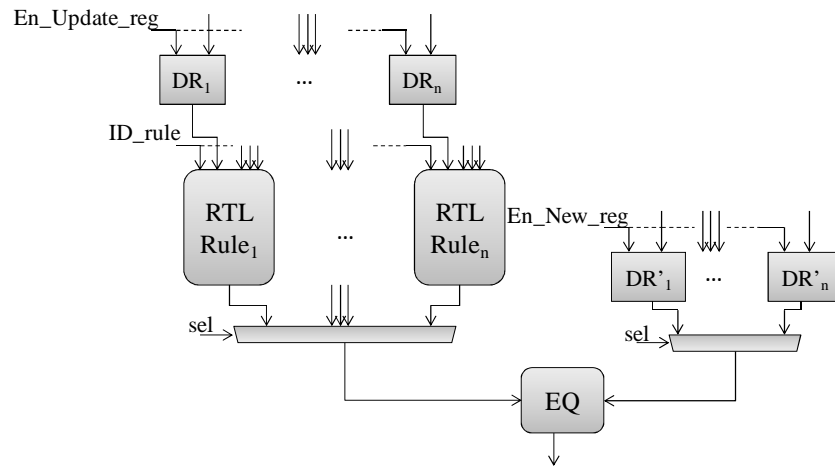 En_Update_reg
DR1
...
DRn
ID_rule
RTL
Rule1
...
RTL
Rulen
En_New_reg
DR'1
...
DR'n
sel
sel
EQ